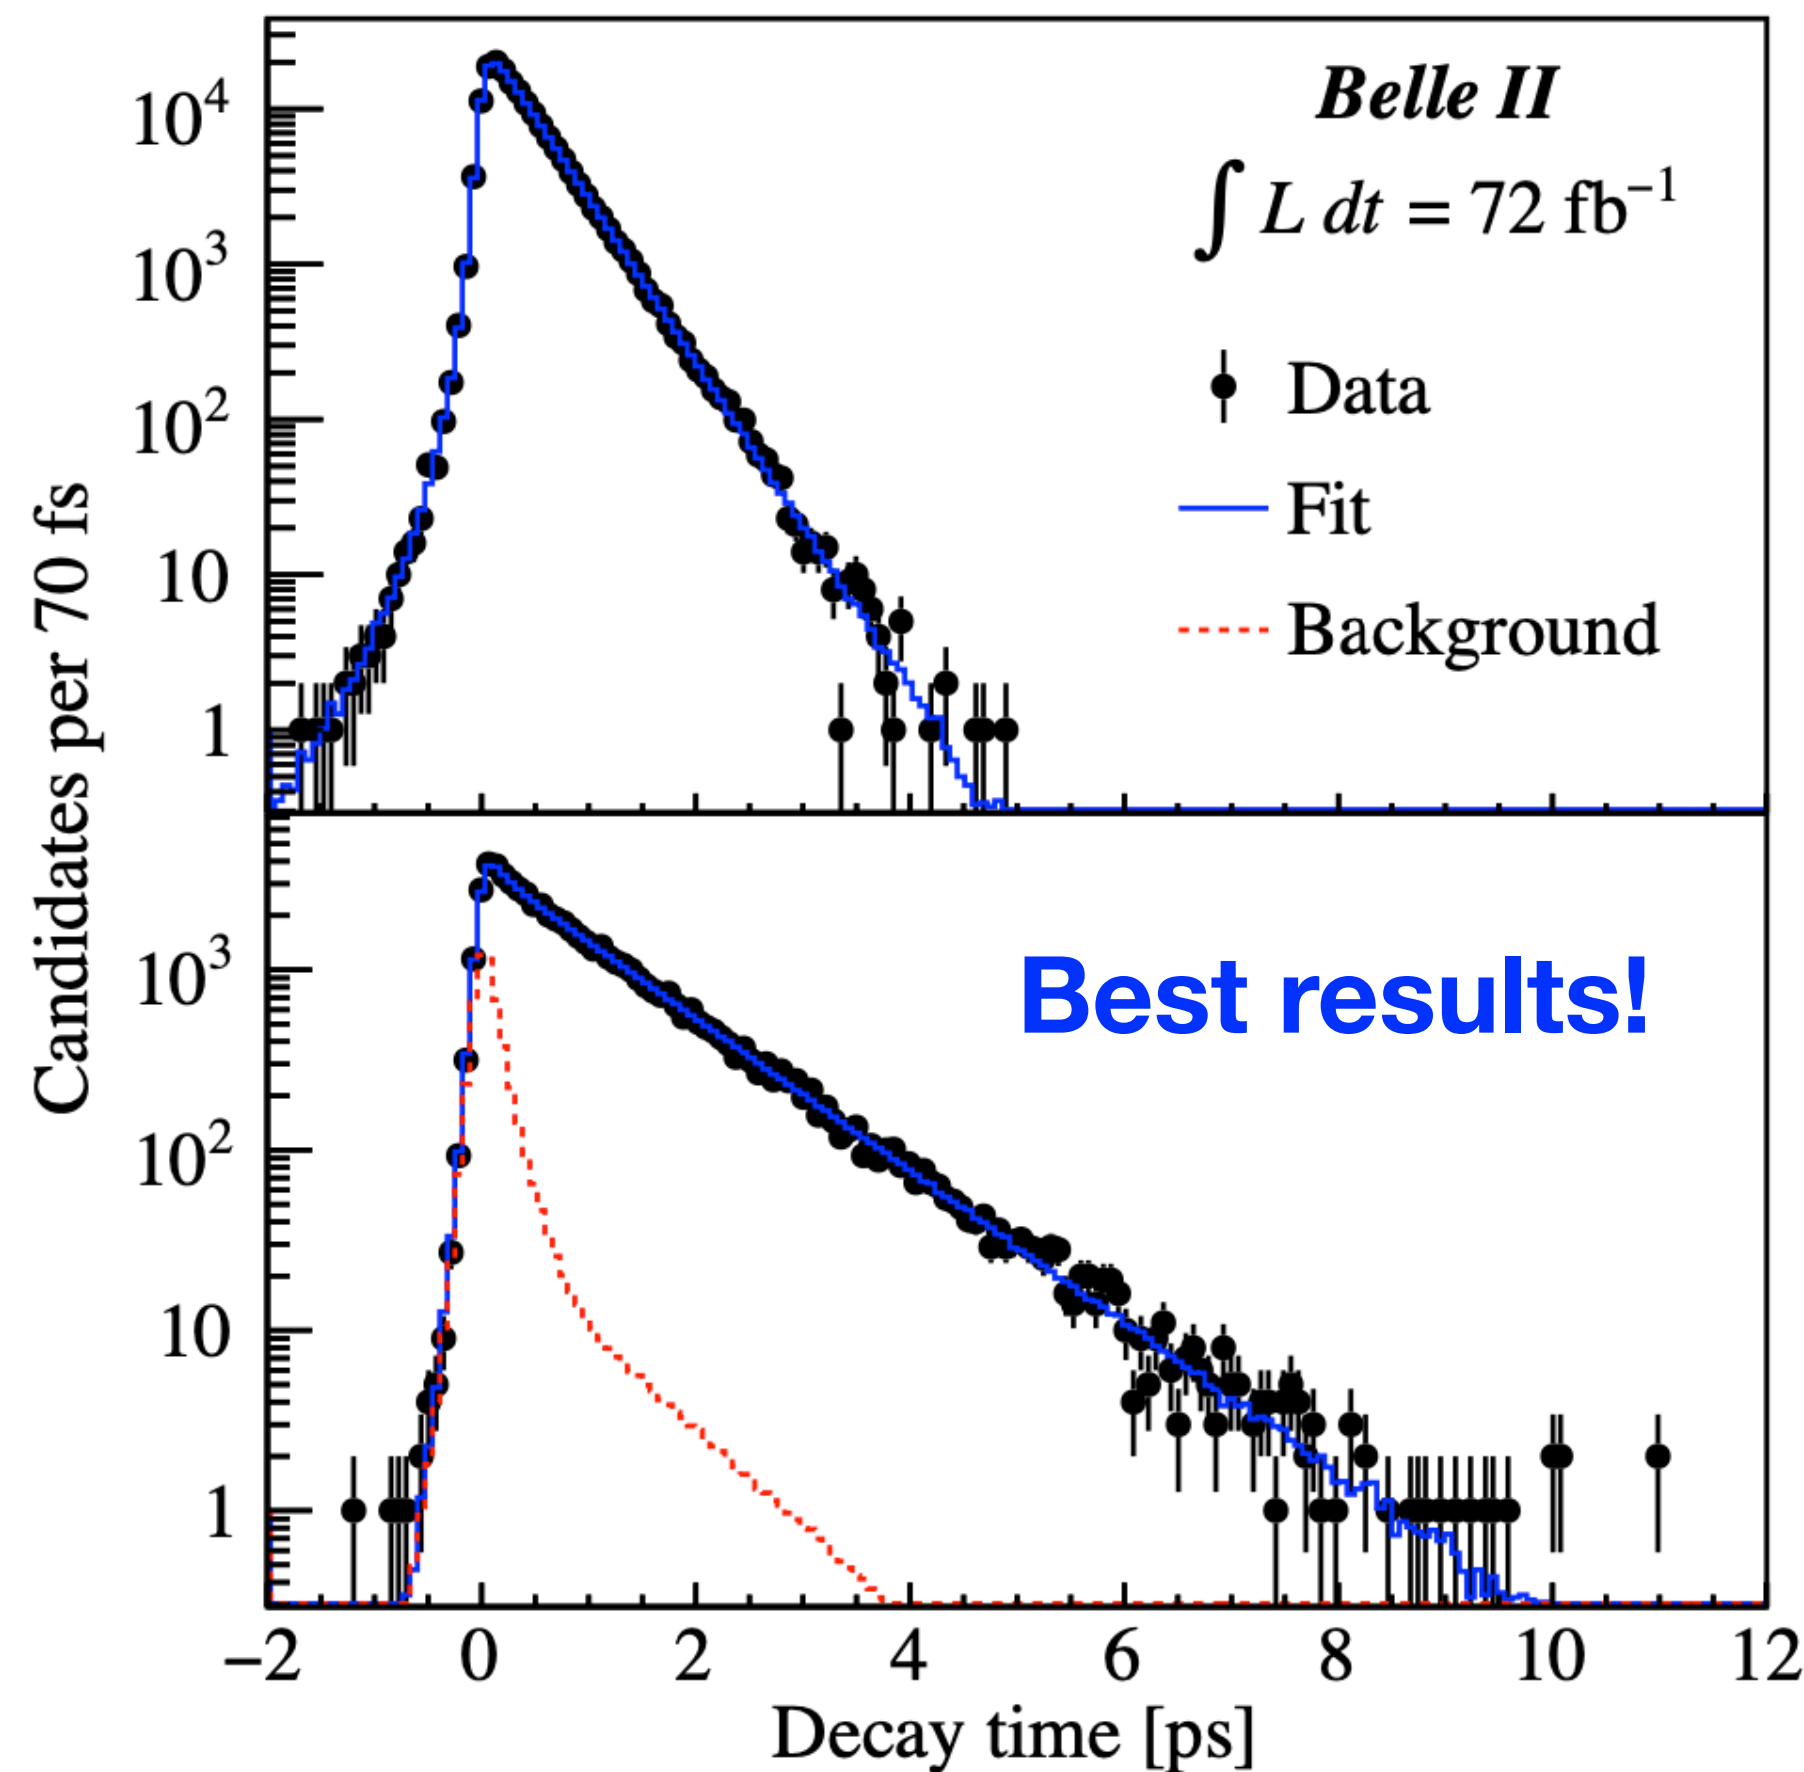 Belle II
∫ L dt = 72 fb⁻¹
Data
Fit
Background
Candidates per 70 fs
10⁴
10³
10²
10
1
Best results!
10³
10²
10
1
−2 0 2 4 6 8 10 12
Decay time [ps]